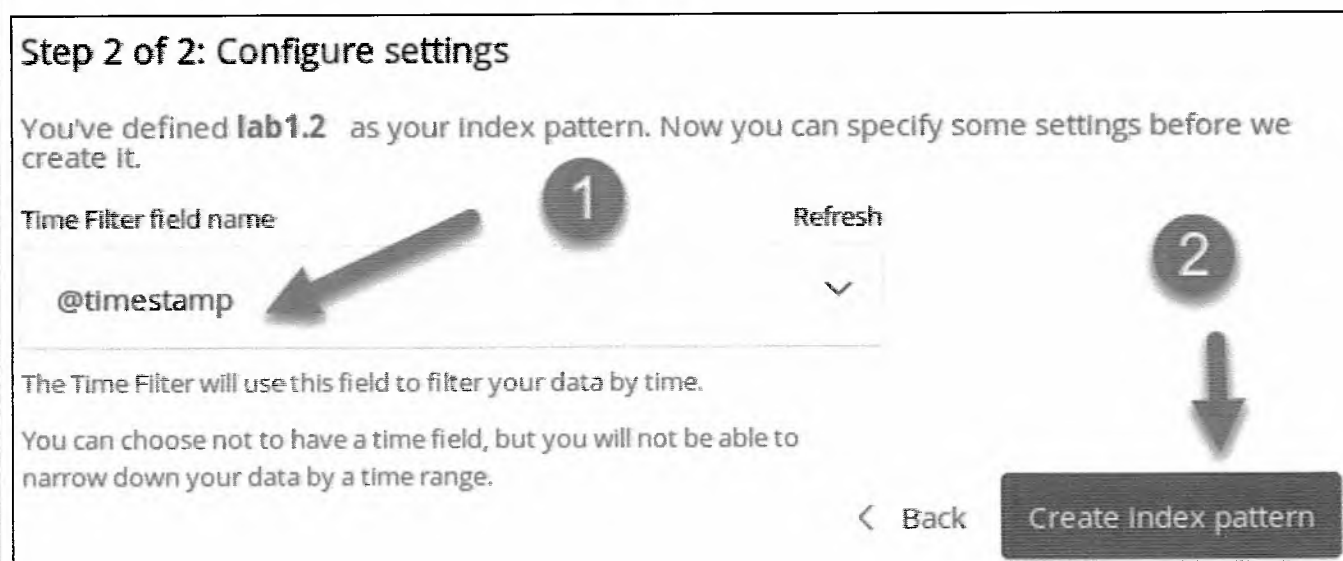 Step 2 of 2: Configure settings
You've defined lab1.2 as your index pattern. Now you can specify some settings before we
create it.
1
Time Filter field name
Refresh
2
@timestamp
The Time Filter will use this field to filter your data by time.
You can choose not to have a time field, but you will not be able to
narrow down your data by a time range.
< Back
Create index pattern